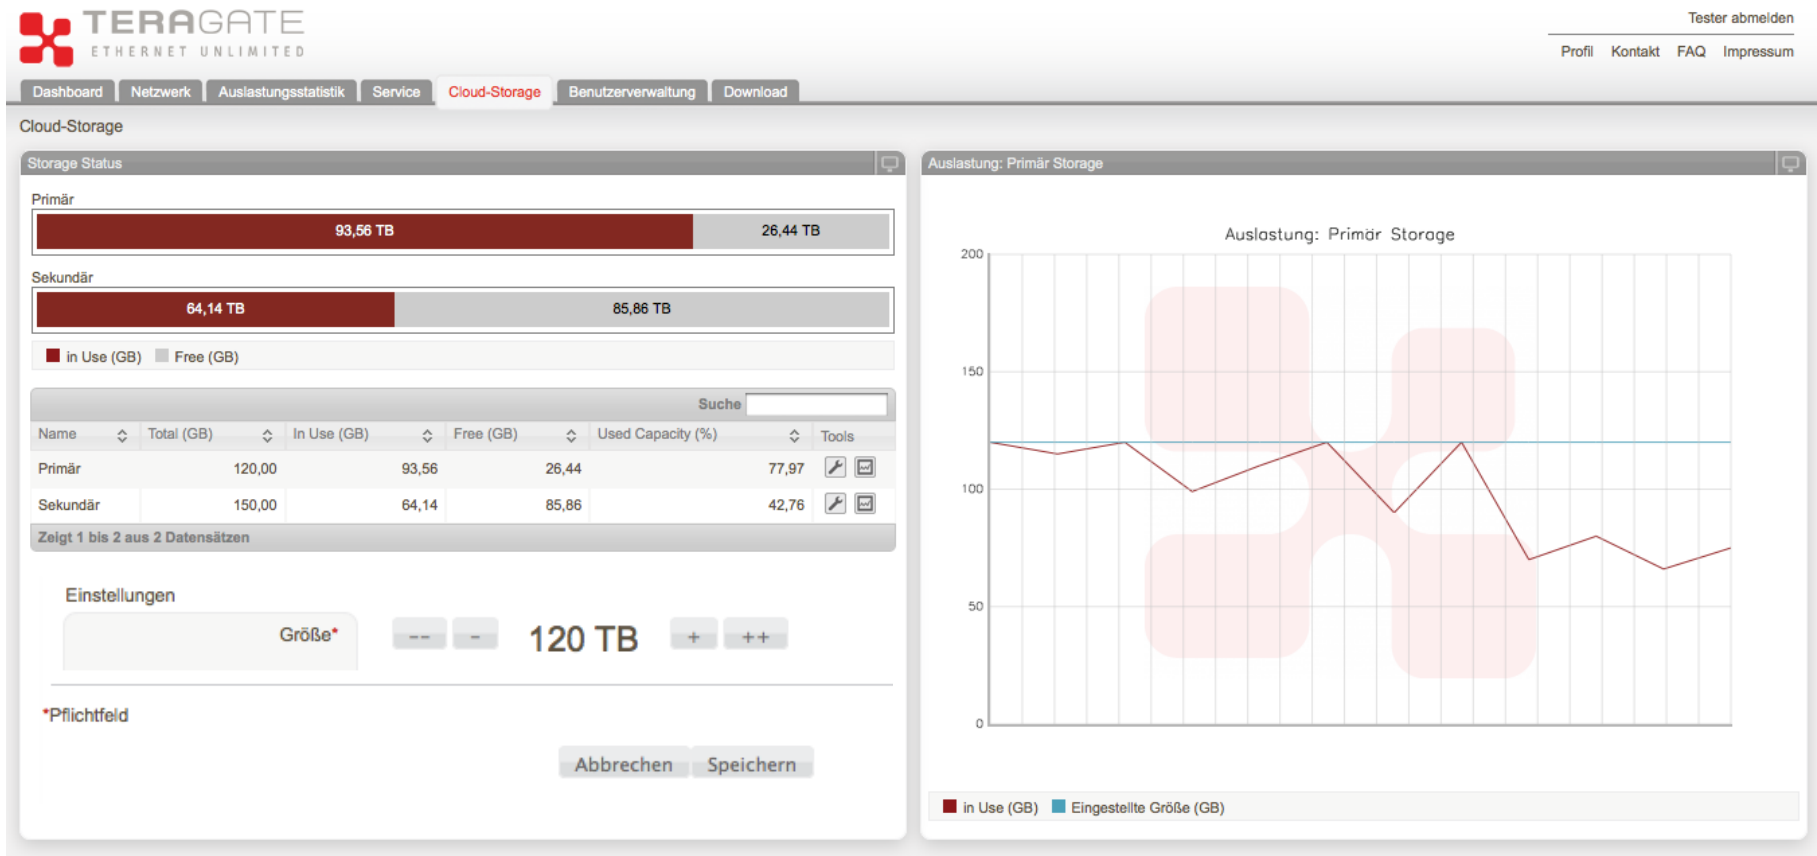 TERAGATE
ETHERNET UNLIMITED
Tester abmelden
Profil Kontakt FAQ Impressum
Dashboard Netzwerk Auslastungsstatistik Service Cloud-Storage Benutzerverwaltung Download
Cloud-Storage
Storage Status
Primär
93,56 TB 26,44 TB
Sekundär
64,14 TB 85,86 TB
in Use (GB) Free (GB)
Suche
Name Total (GB) In Use (GB) Free (GB) Used Capacity (%) Tools
Primär 120,00 93,56 26,44 77,97
Sekundär 150,00 64,14 85,86 42,76
Zeigt 1 bis 2 aus 2 Datensätzen
Einstellungen
Größe* -- - 120 TB + ++
*Pflichtfeld
Abbrechen Speichern
Auslastung: Primär Storage
Auslastung: Primär Storage
200
150
100
50
0
in Use (GB) Eingestellte Größe (GB)